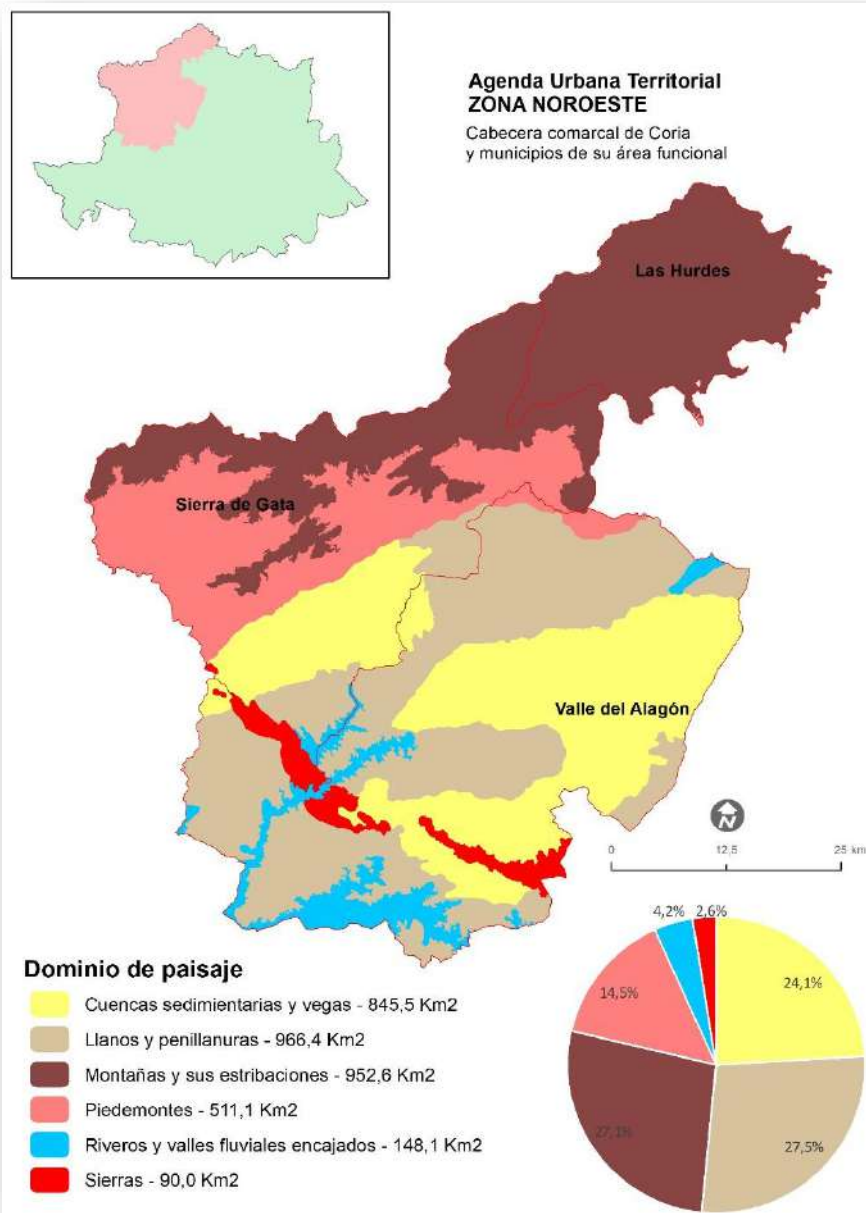 Agenda Urbana Territorial
ZONA NOROESTE
Cabecera comarcal de Coria
y municipios de su área funcional
Las Hurdes
Sierra de Gata
Valle del Alagón
N
0 12,5 25 km
Dominio de paisaje
Cuencas sedimientarias y vegas - 845,5 Km2
Llanos y penillanuras - 966,4 Km2
Montañas y sus estribaciones - 952,6 Km2
Piedemontes - 511,1 Km2
Riveros y valles fluviales encajados - 148,1 Km2
Sierras - 90,0 Km2
4,2%
2,6%
24,1%
14,5%
27,1%
27,5%